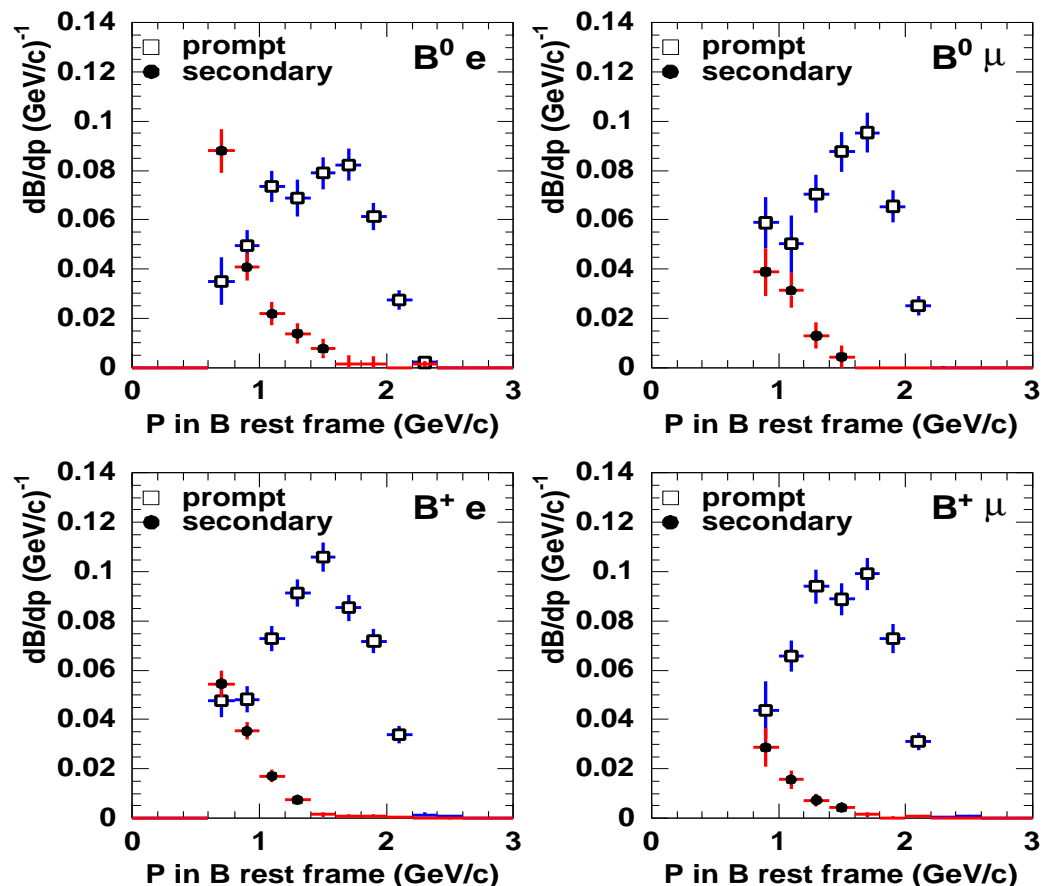 dB/dp (GeV/c)⁻¹
0.14
0.12
0.1
0.08
0.06
0.04
0.02
0
prompt
secondary
B⁰ e
0 1 2 3
P in B rest frame (GeV/c)
dB/dp (GeV/c)⁻¹
0.14
0.12
0.1
0.08
0.06
0.04
0.02
0
prompt
secondary
B⁰ μ
0 1 2 3
P in B rest frame (GeV/c)
dB/dp (GeV/c)⁻¹
0.14
0.12
0.1
0.08
0.06
0.04
0.02
0
prompt
secondary
B⁺ e
0 1 2 3
P in B rest frame (GeV/c)
dB/dp (GeV/c)⁻¹
0.14
0.12
0.1
0.08
0.06
0.04
0.02
0
prompt
secondary
B⁺ μ
0 1 2 3
P in B rest frame (GeV/c)